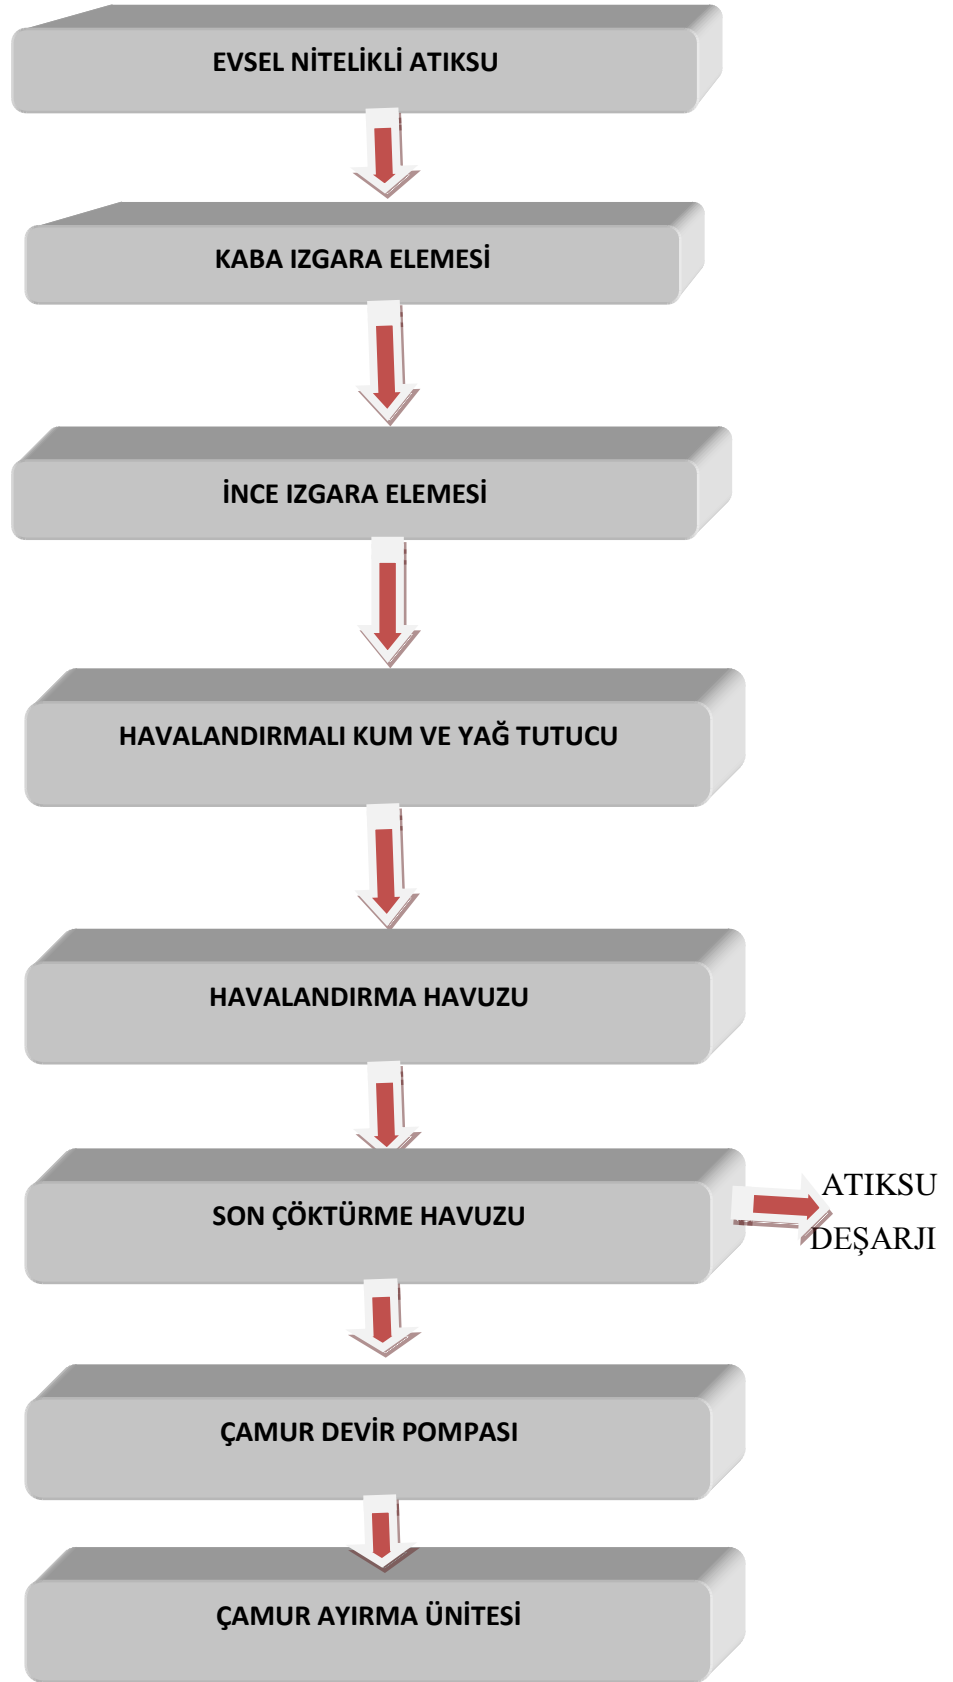 EVSEL NİTELİKLİ ATIKSU
KABA IZGARA ELEMESİ
İNCE IZGARA ELEMESİ
HAVALANDIRMALI KUM VE YAĞ TUTUCU
HAVALANDIRMA HAVUZU
SON ÇÖKTÜRME HAVUZU
ATIKSU
DEŞARJI
ÇAMUR DEVİR POMPASI
ÇAMUR AYIRMA ÜNİTESİ